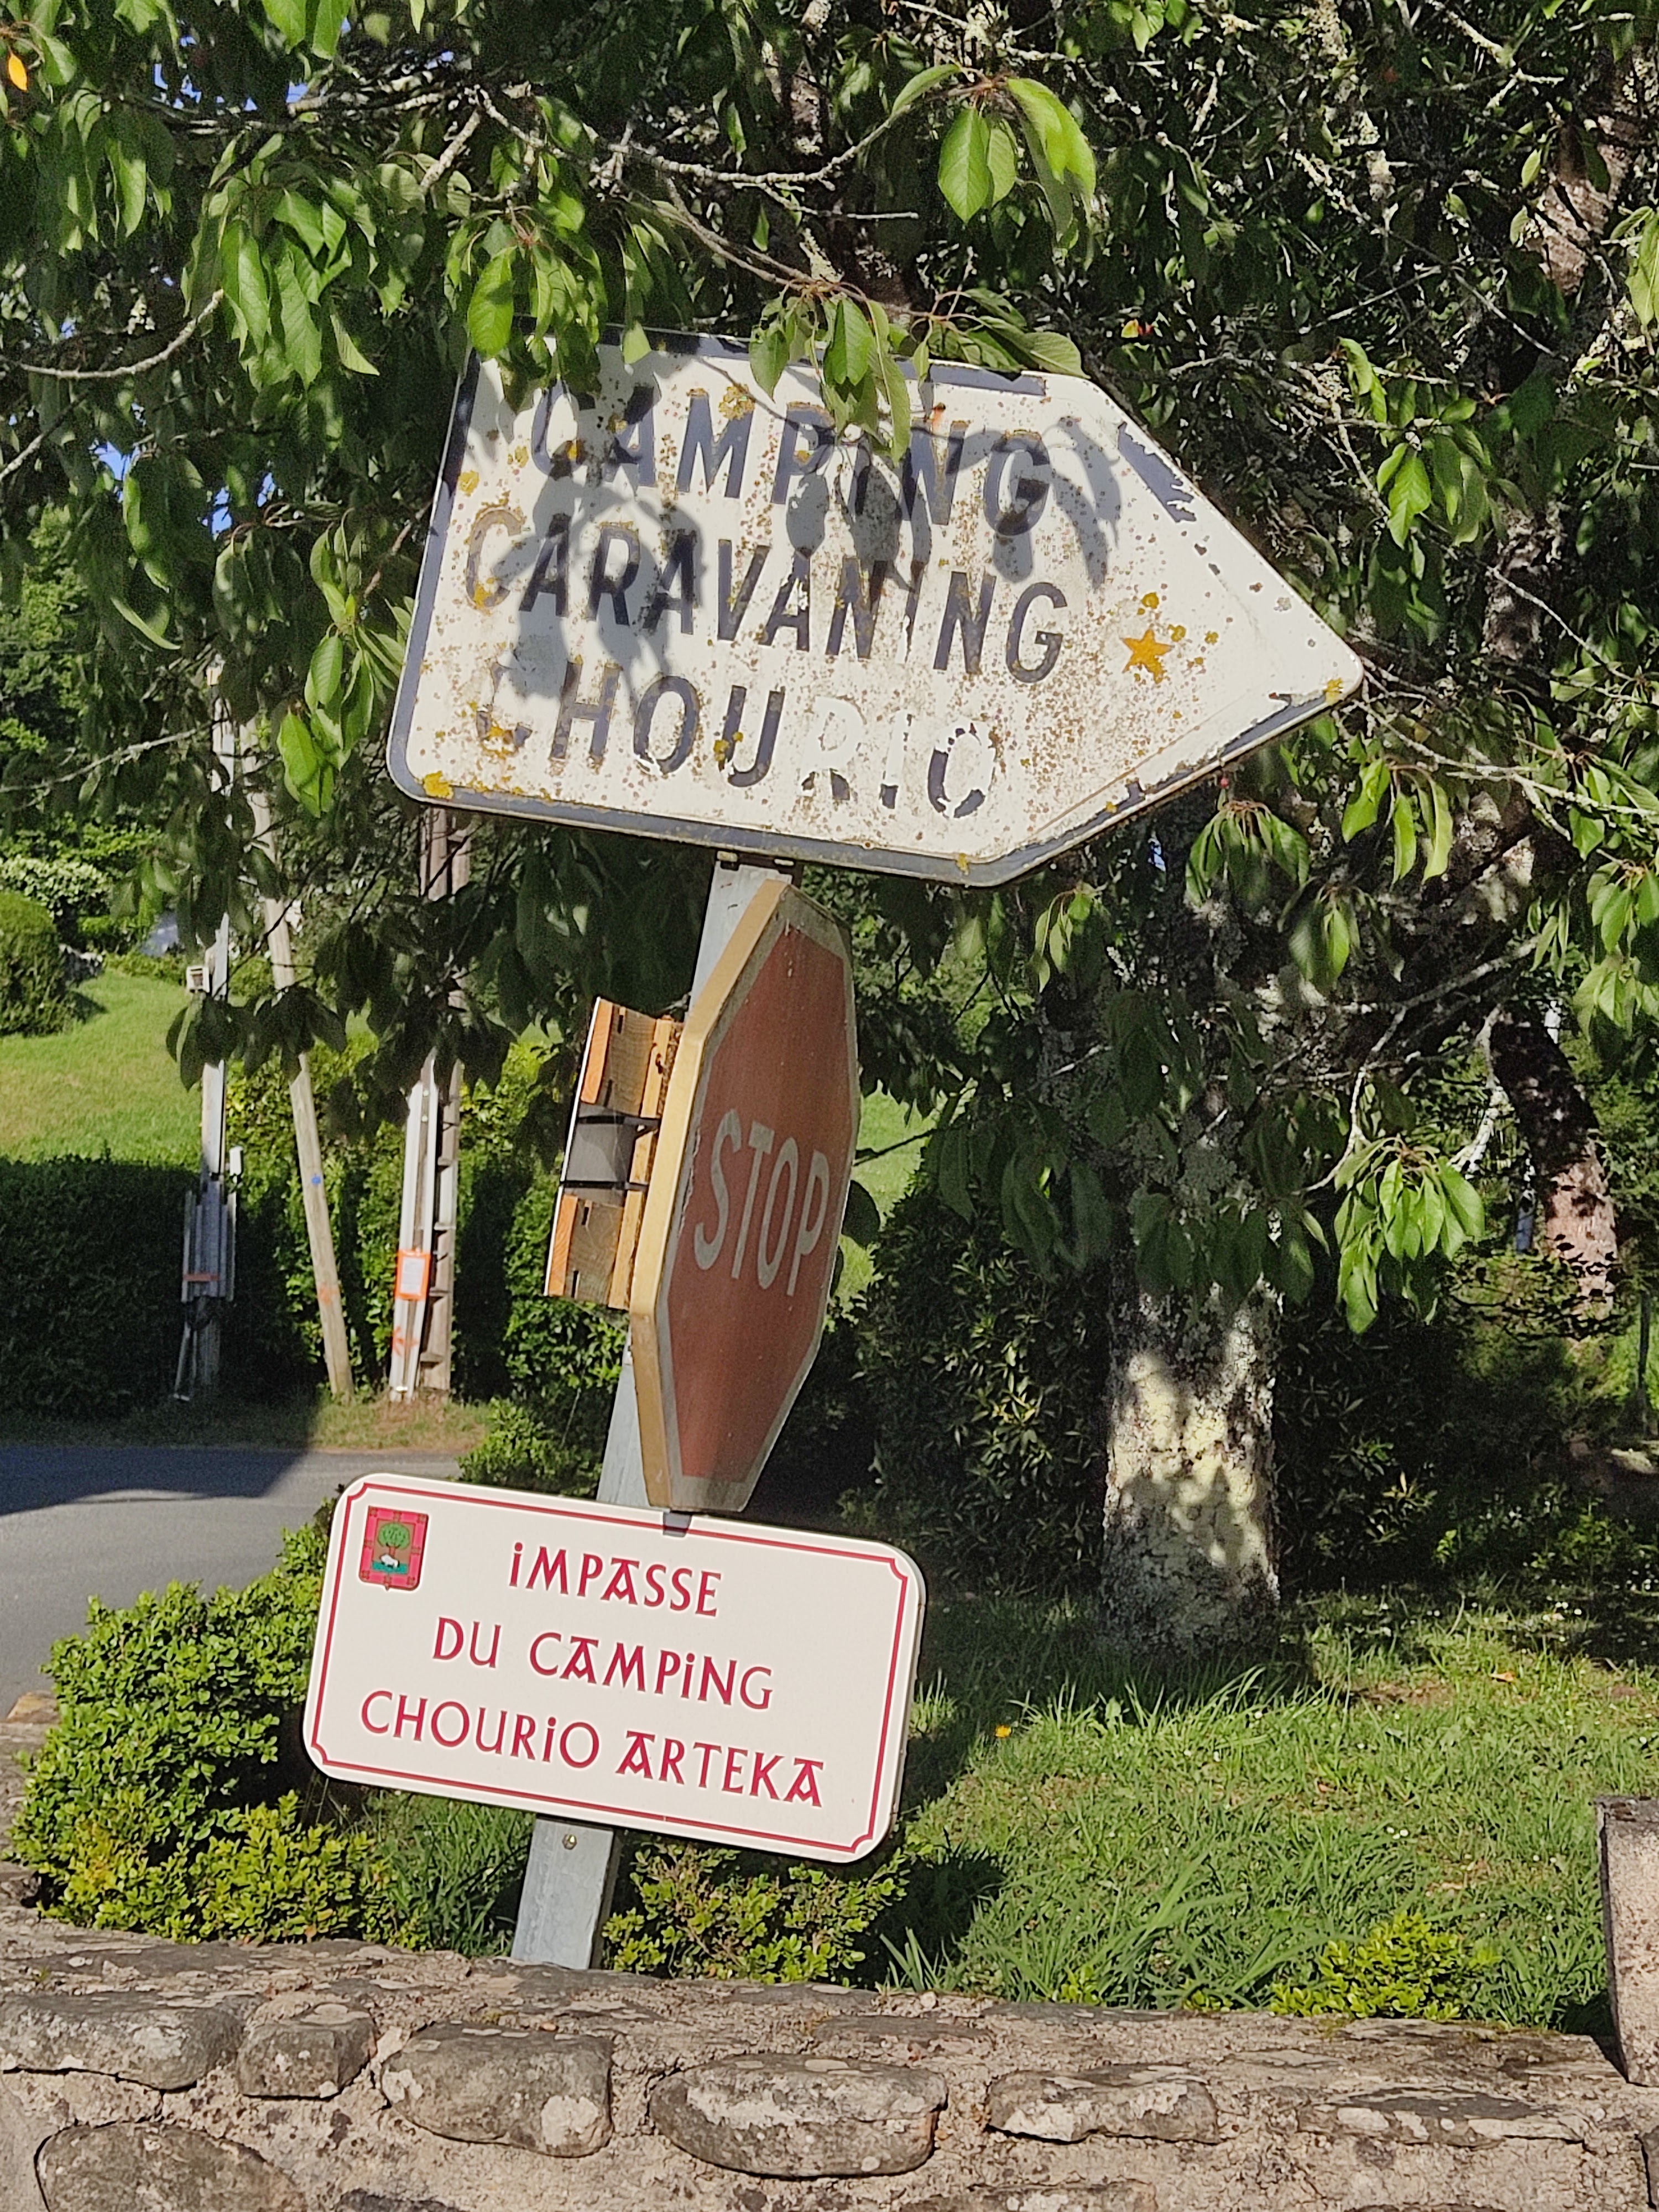 CAMPING
CARAVANING
CHOURIO
STOP
iMPASSE
DU CAMPiNG
CHOURiO ARTEKA